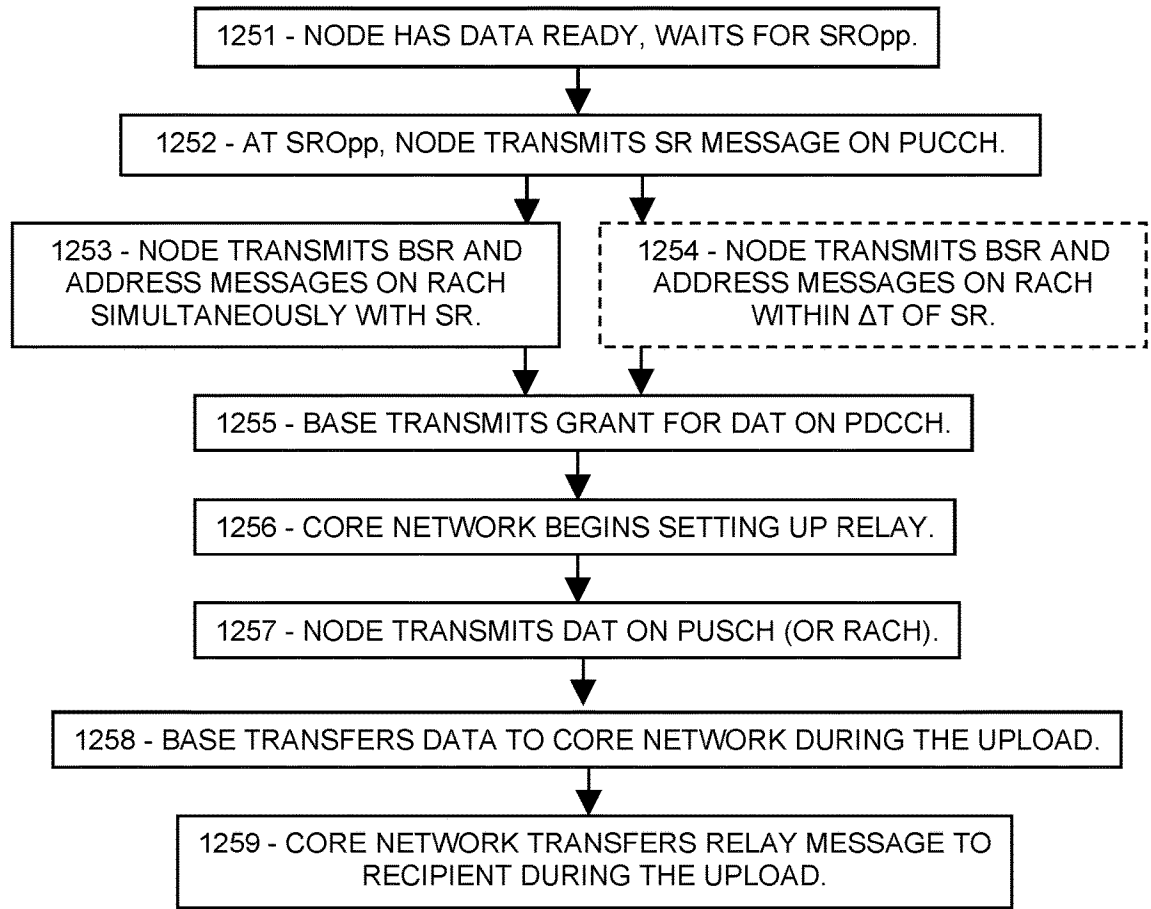 1251 - NODE HAS DATA READY, WAITS FOR SROpp.
1252 - AT SROpp, NODE TRANSMITS SR MESSAGE ON PUCCH.
1253 - NODE TRANSMITS BSR AND
ADDRESS MESSAGES ON RACH
SIMULTANEOUSLY WITH SR.
1254 - NODE TRANSMITS BSR AND
ADDRESS MESSAGES ON RACH
WITHIN ΔT OF SR.
1255 - BASE TRANSMITS GRANT FOR DAT ON PDCCH.
1256 - CORE NETWORK BEGINS SETTING UP RELAY.
1257 - NODE TRANSMITS DAT ON PUSCH (OR RACH).
1258 - BASE TRANSFERS DATA TO CORE NETWORK DURING THE UPLOAD.
1259 - CORE NETWORK TRANSFERS RELAY MESSAGE TO
RECIPIENT DURING THE UPLOAD.